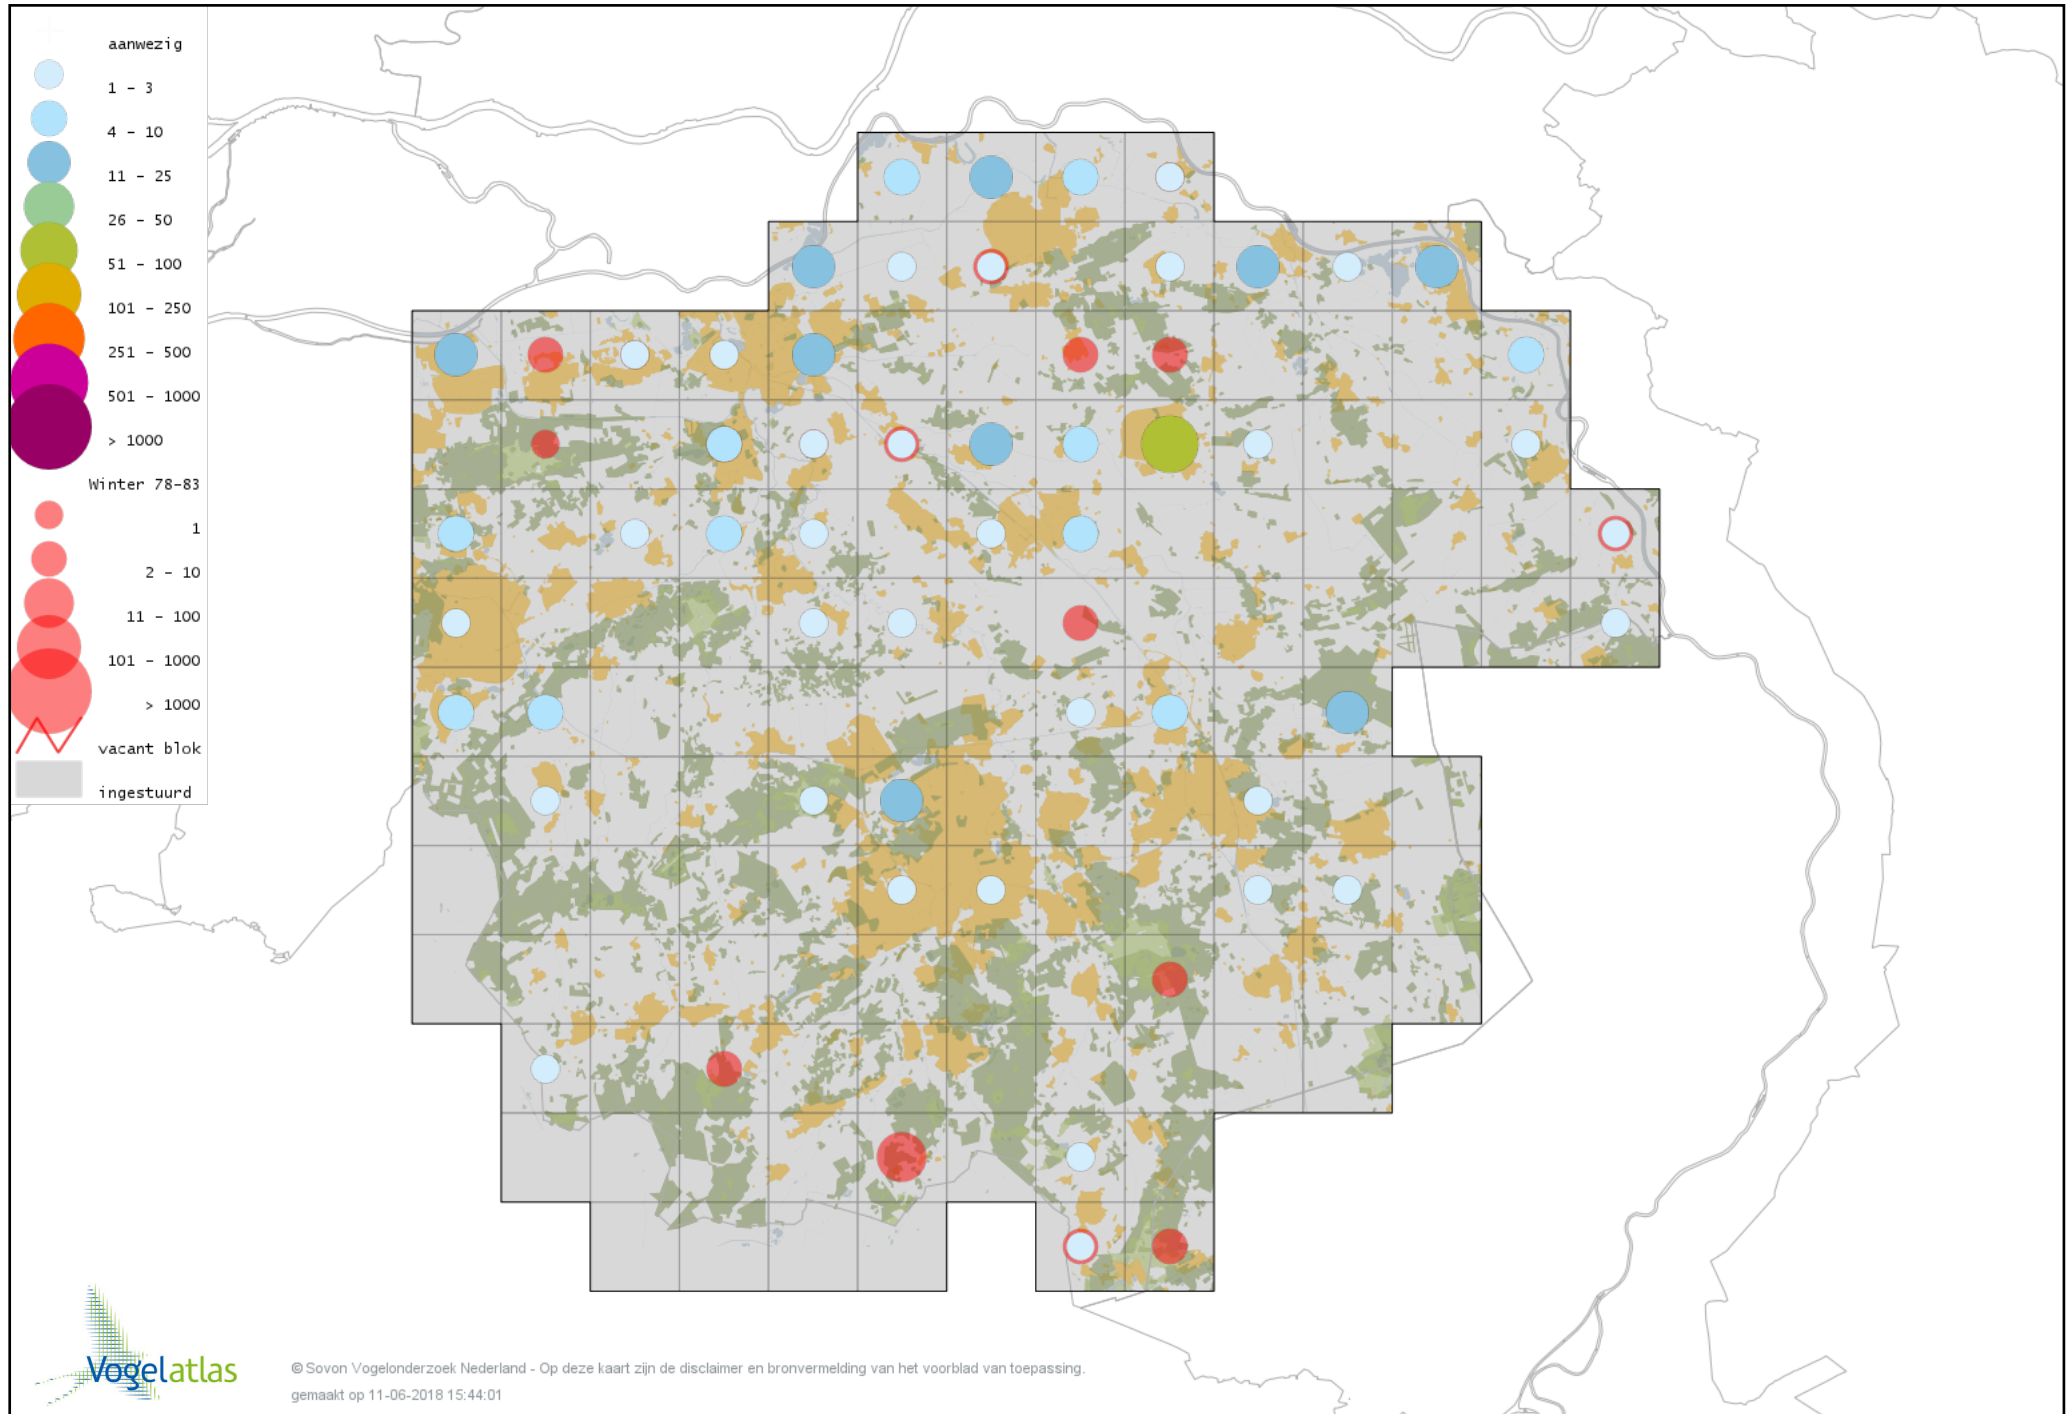 aanwezig
1 - 3
4 - 10
11 - 25
26 - 50
51 - 100
101 - 250
251 - 500
501 - 1000
> 1000
Winter 78-83
1
2 - 10
11 - 100
101 - 1000
> 1000
vacant blok
ingestuurd
Vogelatlas
© Sovon Vogelonderzoek Nederland - Op deze kaart zijn de disclaimer en bronvermelding van het voorblad van toepassing.
gemaakt op 11-06-2018 15:44:01